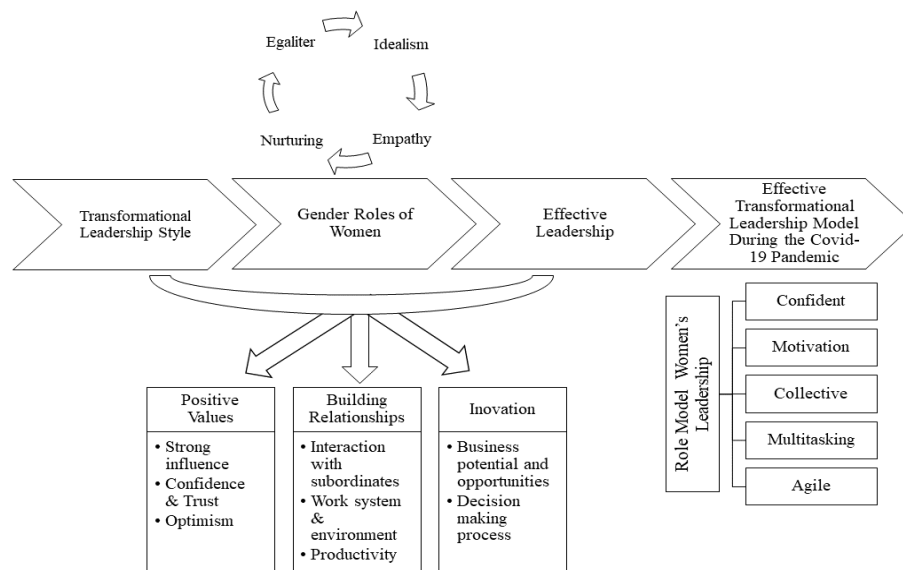 Egaliter
Idealism
Nurturing
Empathy
Transformational
Leadership Style
Gender Roles of
Women
Effective
Leadership
Effective
Transformational
Leadership Model
During the Covid-
19 Pandemic
Positive
Values
• Strong
influence
• Confidence
& Trust
• Optimism
Building
Relationships
• Interaction
with
subordinates
• Work system
&
environment
• Productivity
Inovation
• Business
potential and
opportunities
• Decision
making
process
Role Model Women’s
Leadership
Confident
Motivation
Collective
Multitasking
Agile